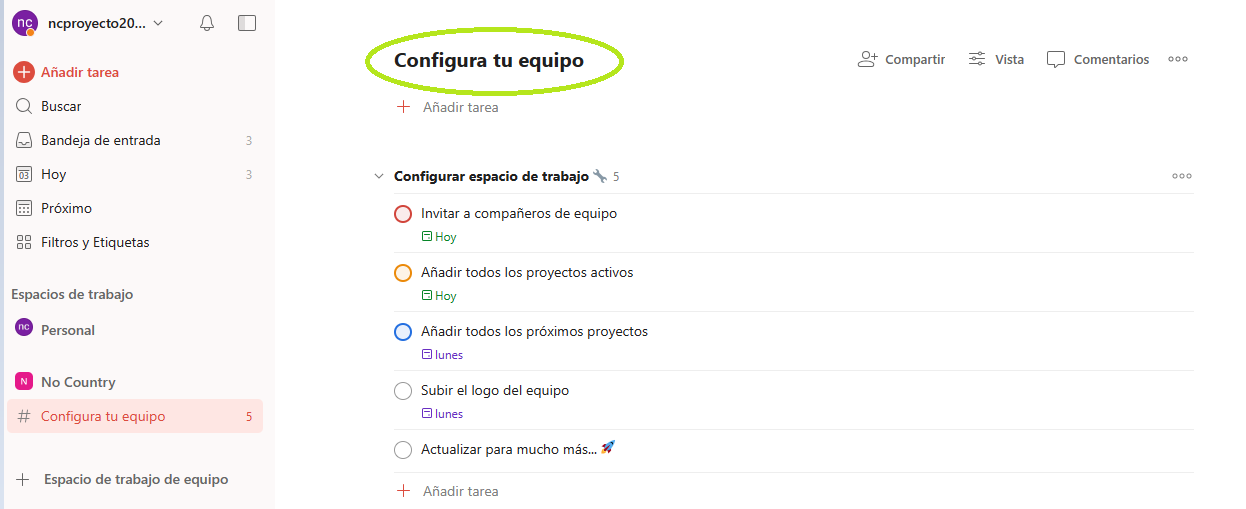 nc ncproyecto20...
Añadir tarea
Buscar
Bandeja de entrada 3
03 Hoy 3
Próximo
Filtros y Etiquetas
Espacios de trabajo
nc Personal
N No Country
# Configura tu equipo 5
Espacio de trabajo de equipo
Configura tu equipo
Compartir Vista Comentarios
Añadir tarea
Configurar espacio de trabajo 🔧 5
Invitar a compañeros de equipo
Hoy
Añadir todos los proyectos activos
Hoy
Añadir todos los próximos proyectos
lunes
Subir el logo del equipo
lunes
Actualizar para mucho más... 🚀
Añadir tarea